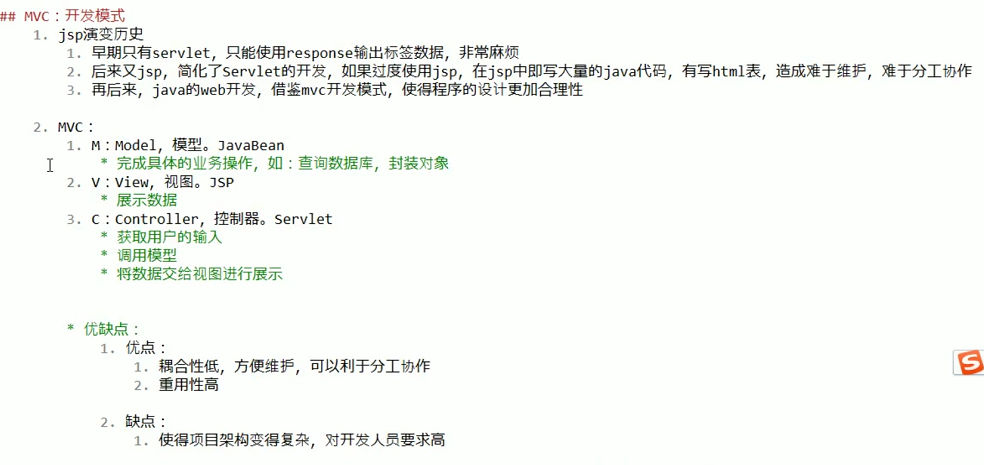 ## MVC：开发模式
1. jsp演变历史
1. 早期只有servlet，只能使用response输出标签数据，非常麻烦
2. 后来又jsp，简化了Servlet的开发，如果过度使用jsp，在jsp中即写大量的java代码，有写html表，造成难于维护，难于分工协作
3. 再后来，java的web开发，借鉴mvc开发模式，使得程序的设计更加合理性
2. MVC：
1. M：Model，模型。JavaBean
* 完成具体的业务操作，如：查询数据库，封装对象
2. V：View，视图。JSP
* 展示数据
3. C：Controller，控制器。Servlet
* 获取用户的输入
* 调用模型
* 将数据交给视图进行展示
* 优缺点：
1. 优点：
1. 耦合性低，方便维护，可以利于分工协作
2. 重用性高
2. 缺点：
1. 使得项目架构变得复杂，对开发人员要求高